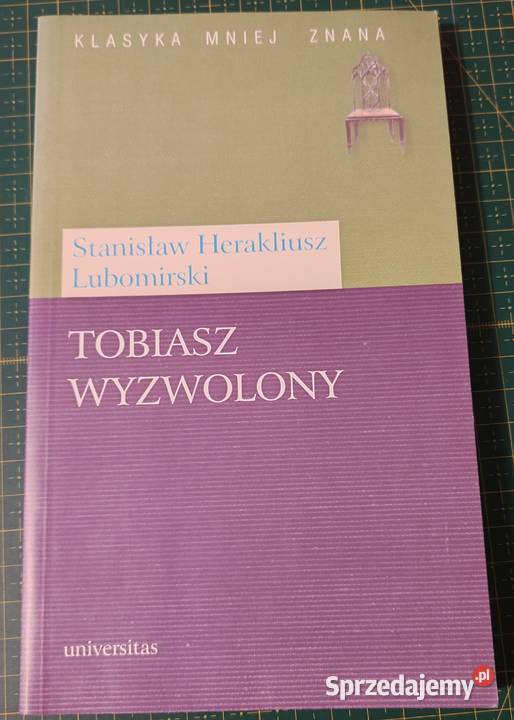 KLASYKA MNIEJ ZNANA
Stanisław Herakliusz
Lubomirski
TOBIASZ
WYZWOLONY
universitas
Sprzedajemy.pl